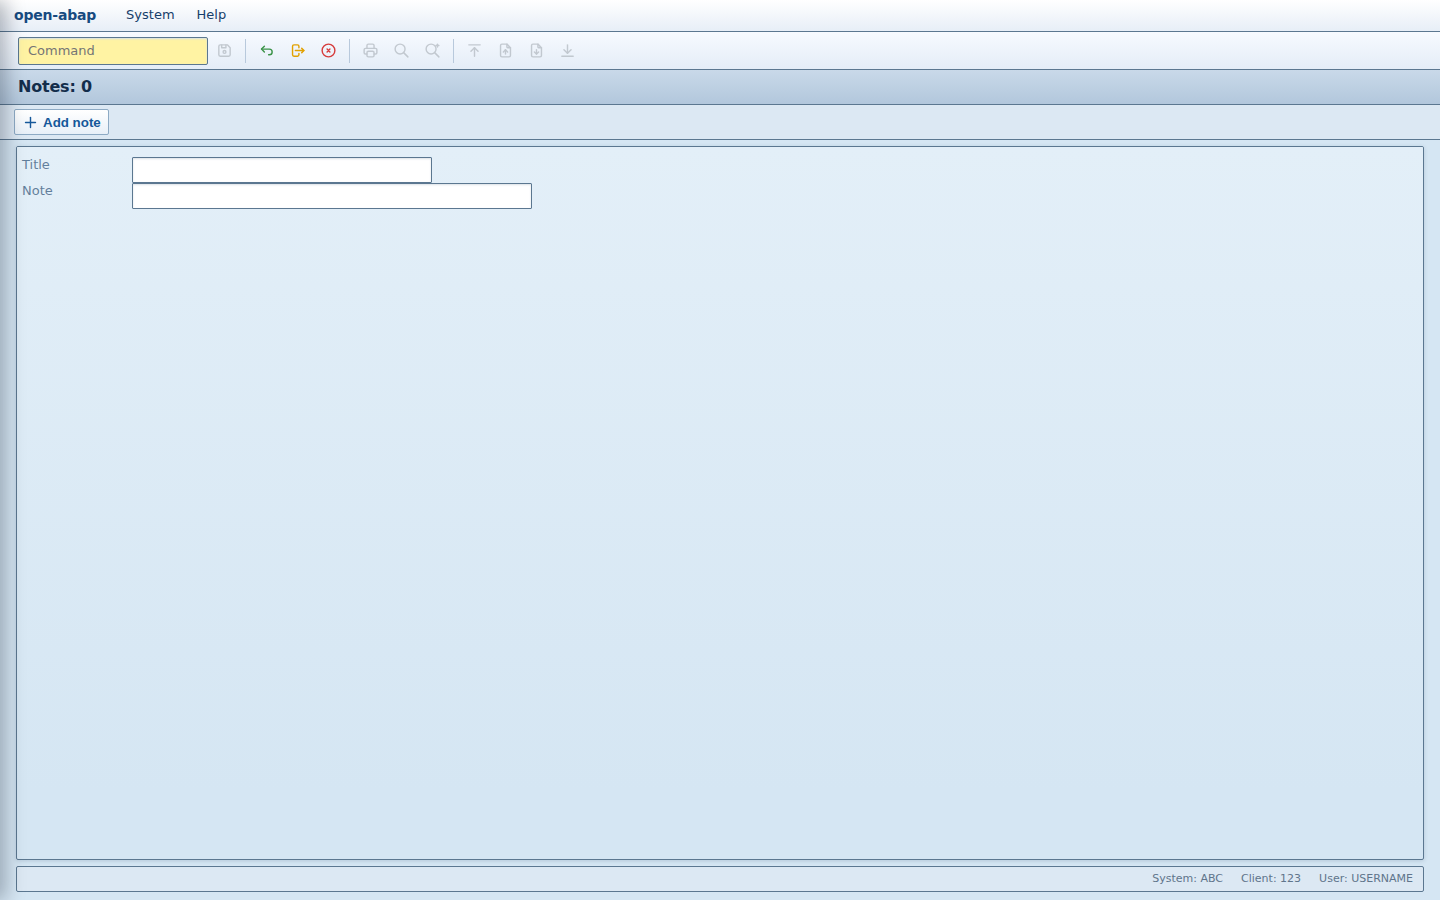 open-abap System Help
Command
Notes: 0
Add note
Title
Note
System: ABC Client: 123 User: USERNAME